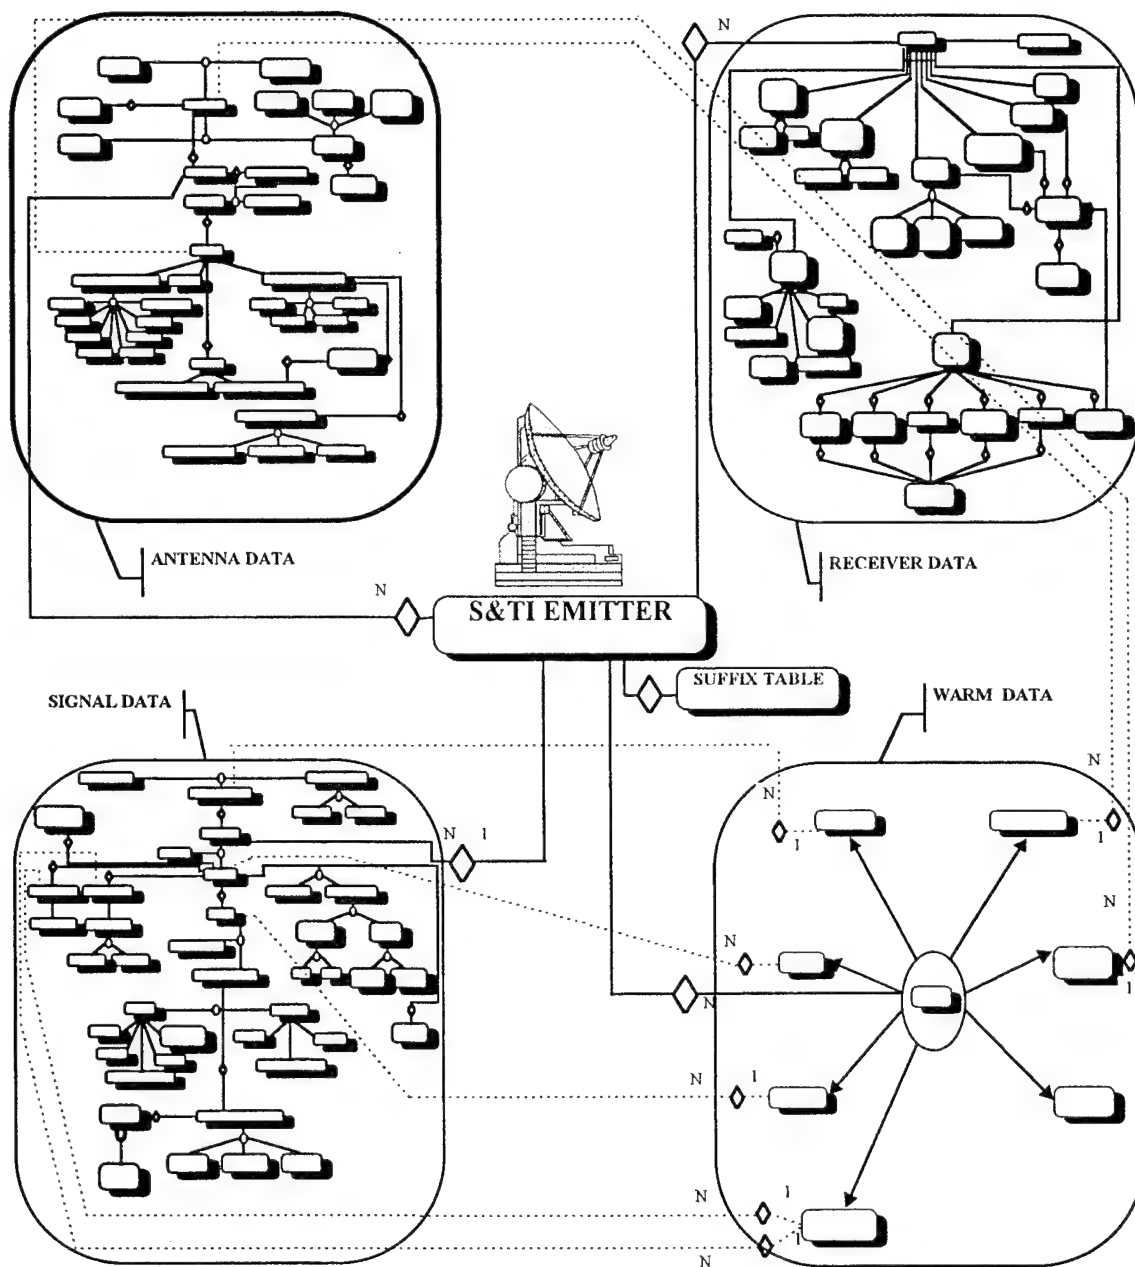 N
N
ANTENNA DATA
RECEIVER DATA
N
S&TI EMITTER
SUFFIX TABLE
SIGNAL DATA
WARM DATA
N
N
N
1
1
1
N
N
N
1
N
N
1
N
1
1
N